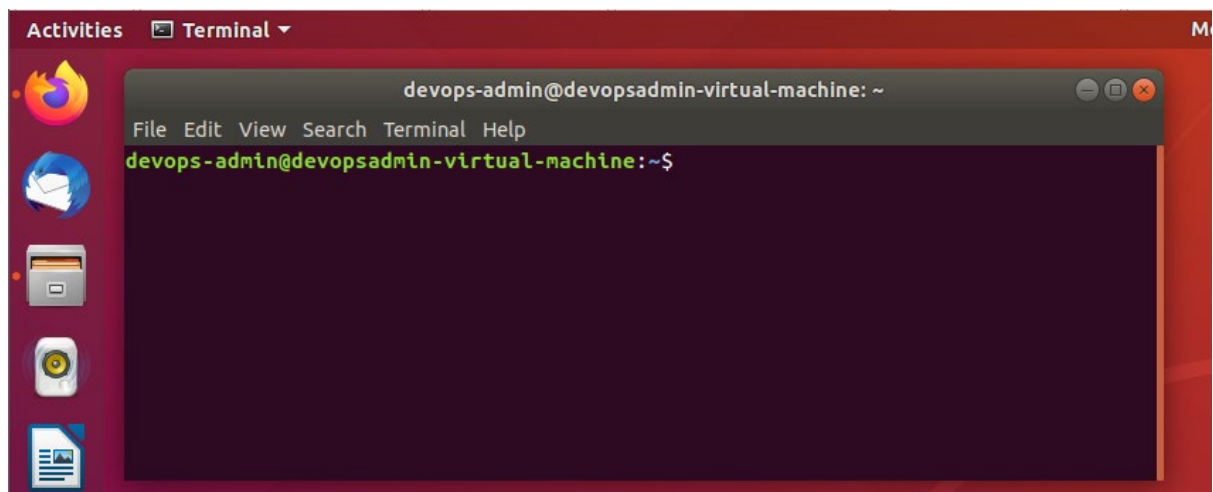 Activities Terminal
devops-admin@devopsadmin-virtual-machine: ~
File Edit View Search Terminal Help
devops-admin@devopsadmin-virtual-machine:~$